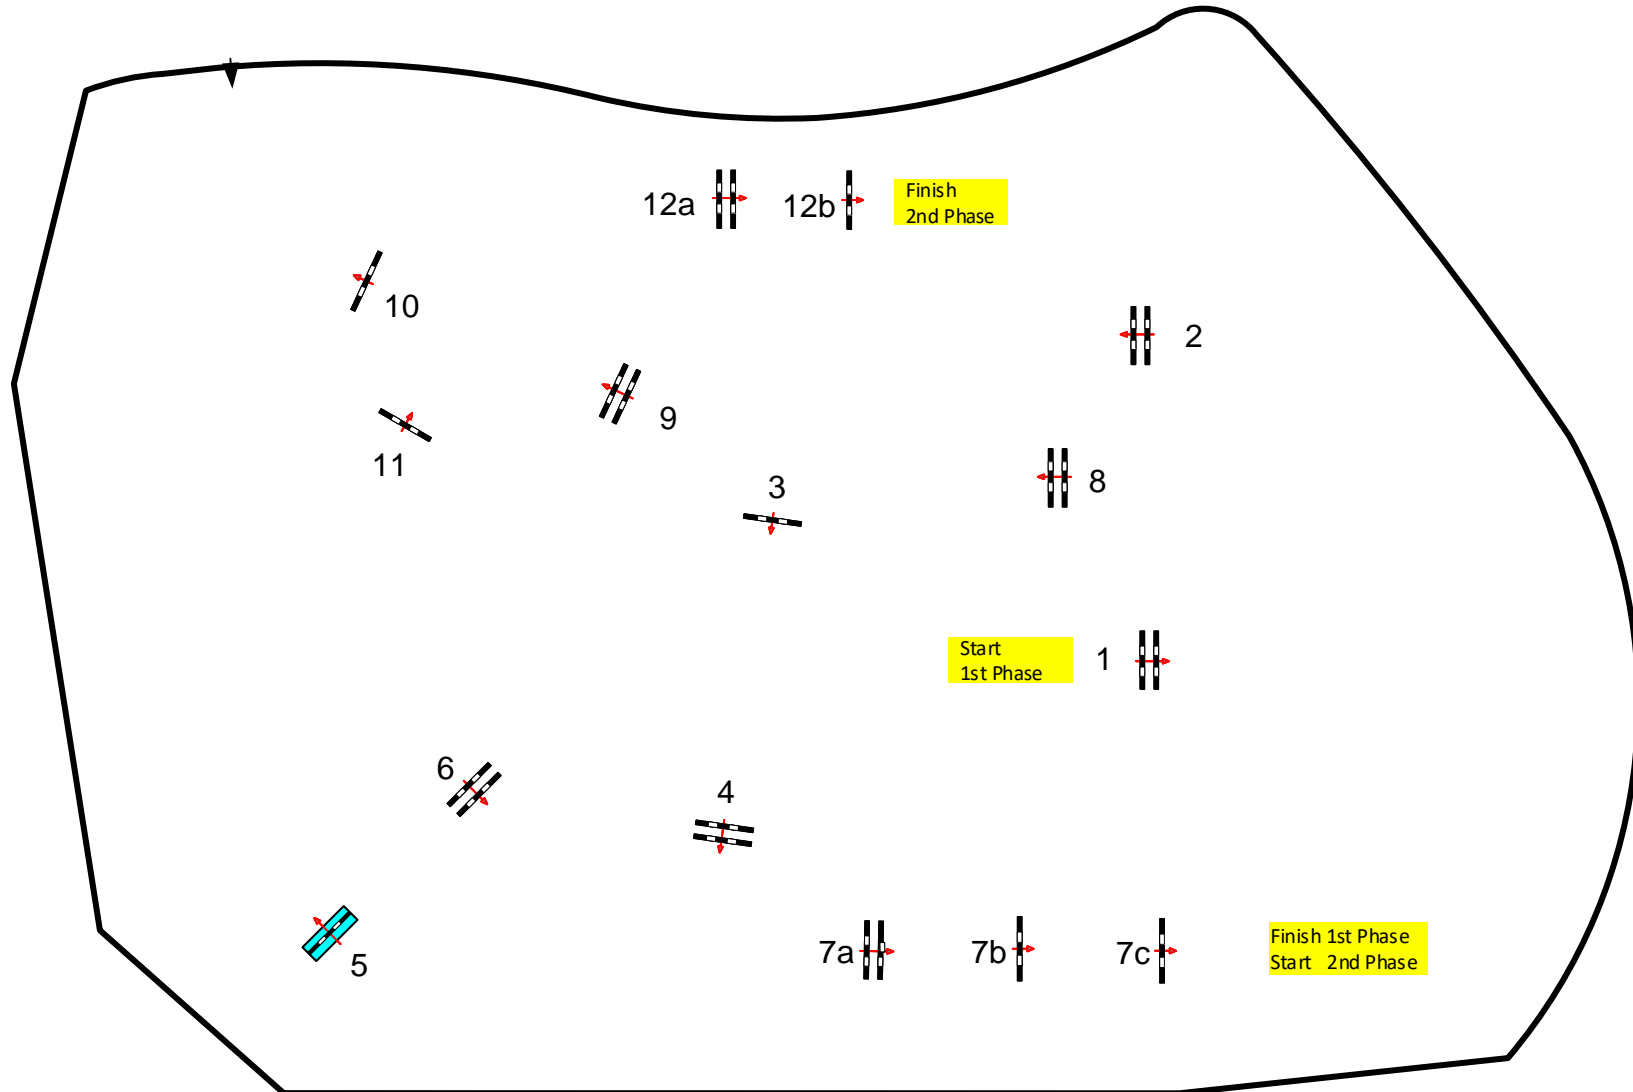 12a
12b
Finish
2nd Phase
10
2
9
11
8
3
Start
1st Phase
1
6
4
5
7a
7b
7c
Finish 1st Phase
Start 2nd Phase